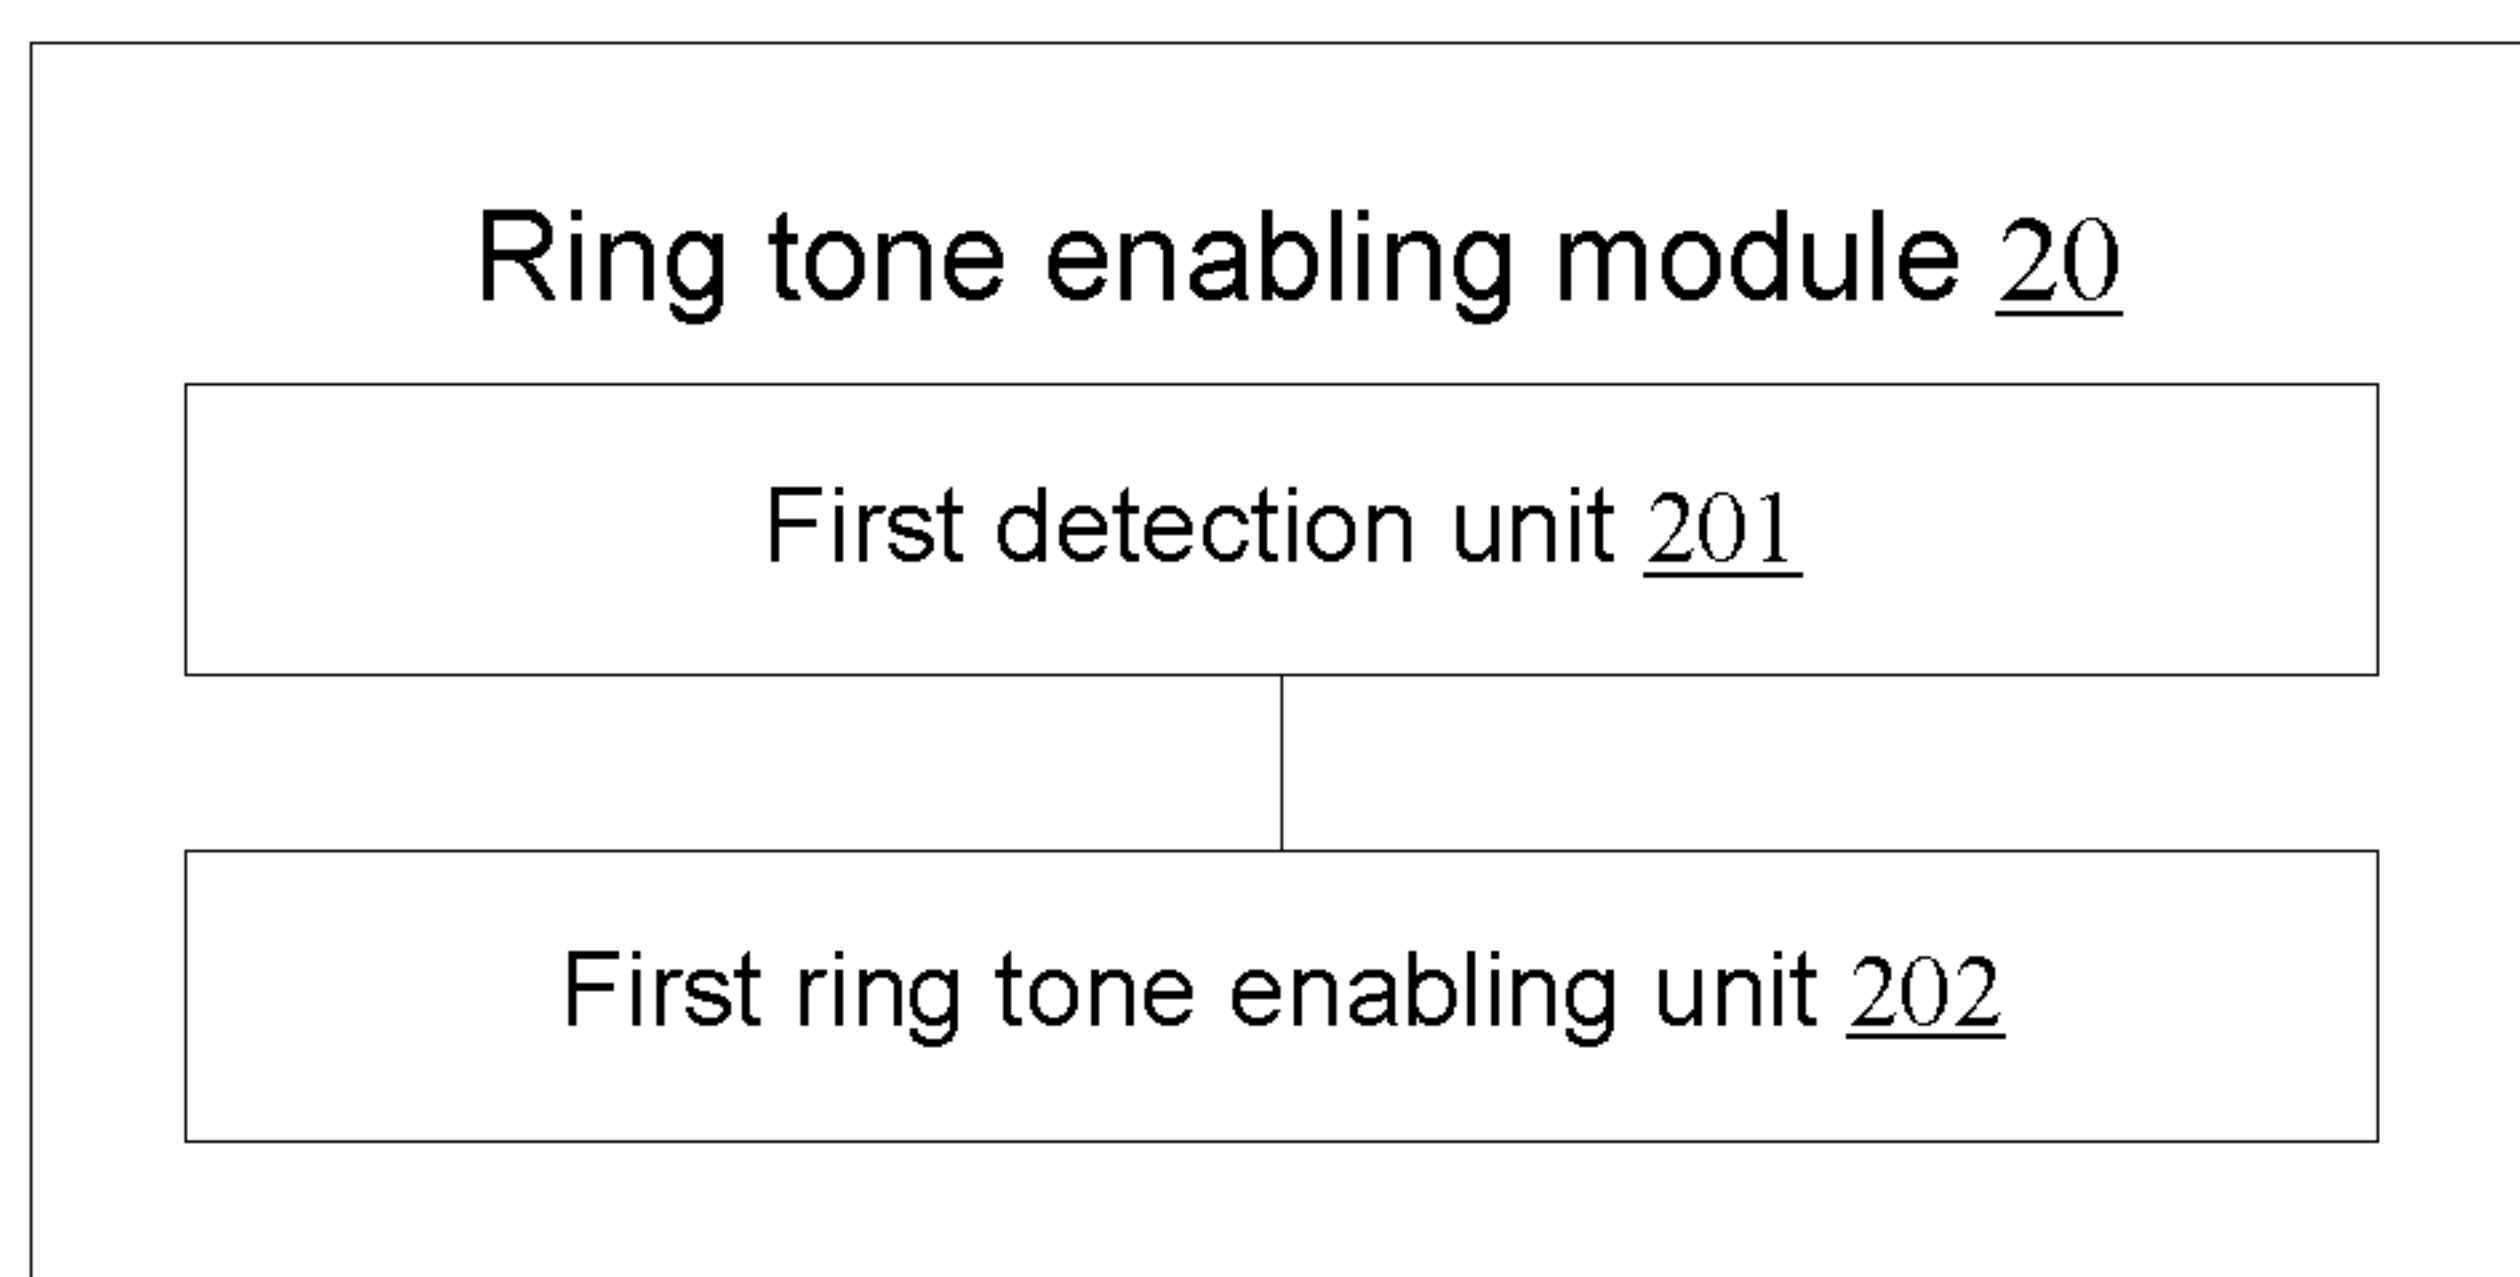 Ring tone enabling module 20
First detection unit 201
First ring tone enabling unit 202